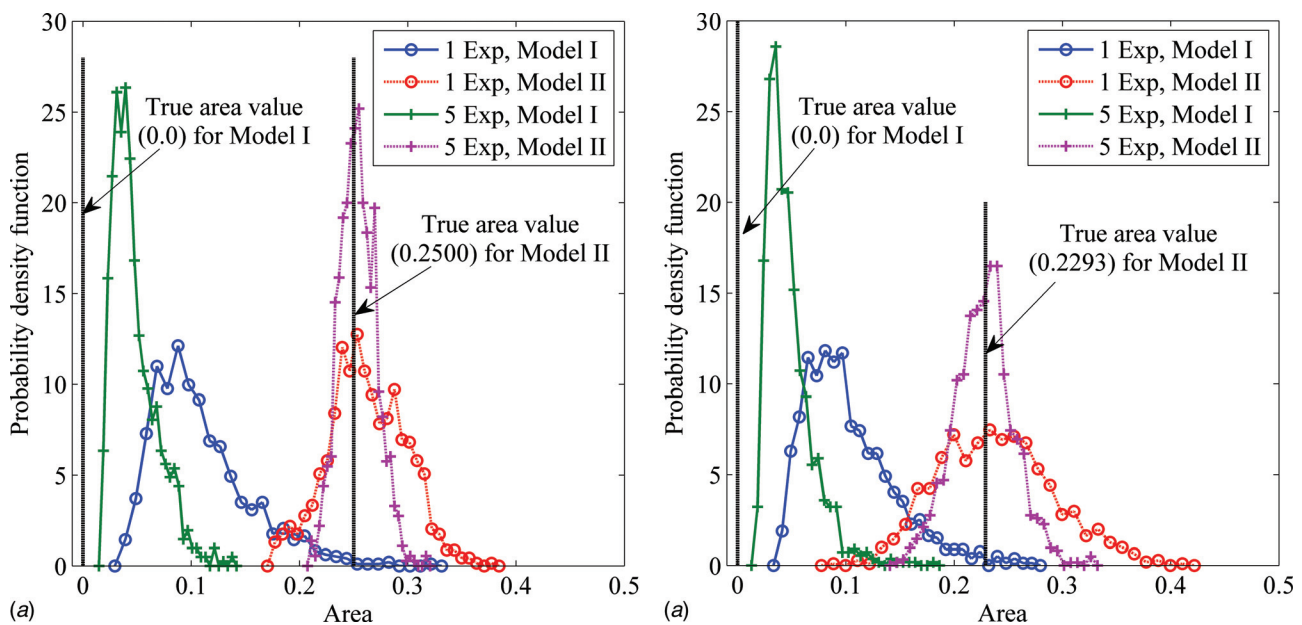 30
25
20
15
10
5
0
Probability density function
1 Exp, Model I
1 Exp, Model II
5 Exp, Model I
5 Exp, Model II
True area value
(0.0) for Model I
True area value
(0.2500) for Model II
0 0.1 0.2 0.3 0.4 0.5
Area
(a)
30
25
20
15
10
5
0
Probability density function
1 Exp, Model I
1 Exp, Model II
5 Exp, Model I
5 Exp, Model II
True area value
(0.0) for Model I
True area value
(0.2293) for Model II
0 0.1 0.2 0.3 0.4 0.5
Area
(a)